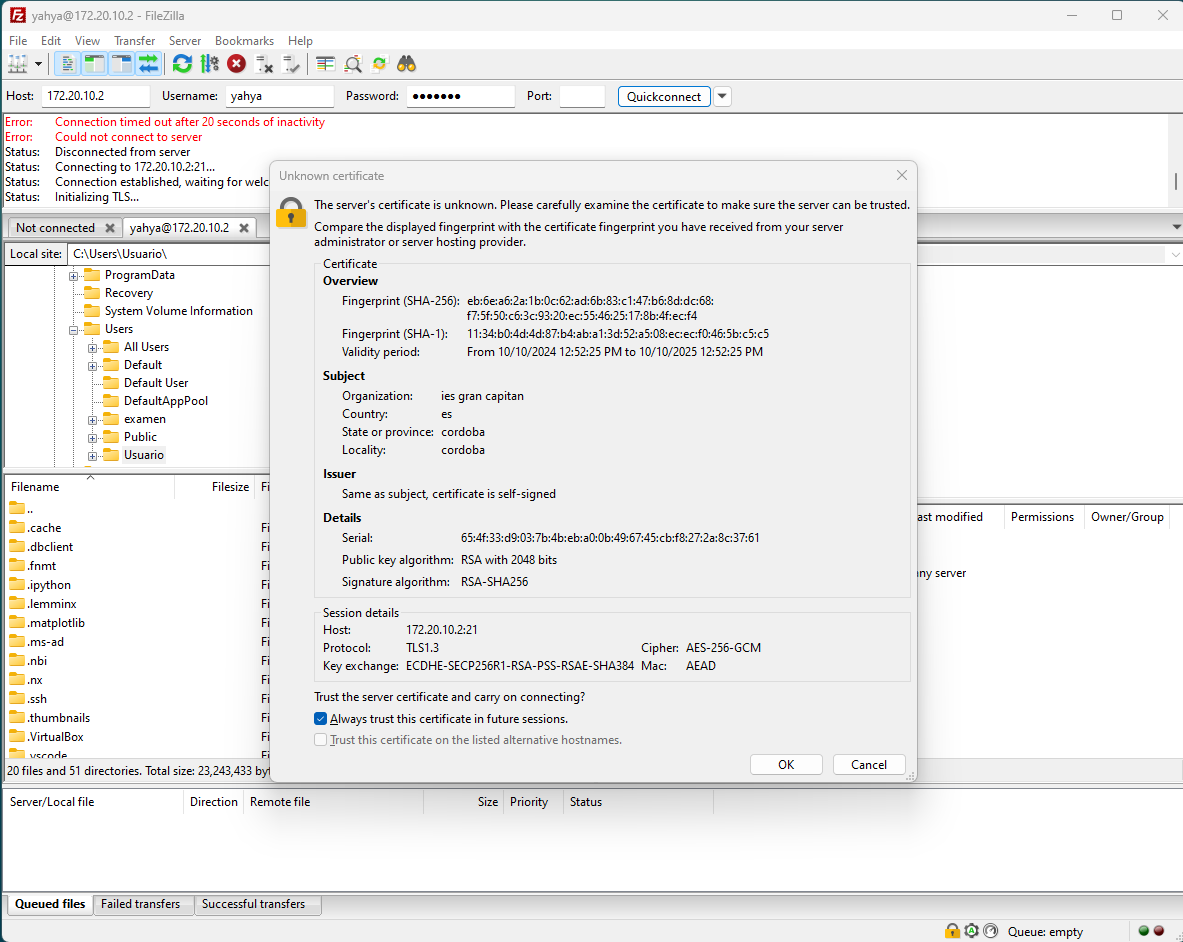 yahya@172.20.10.2 - FileZilla
File Edit View Transfer Server Bookmarks Help
Host: 172.20.10.2 Username: yahya Password: ●●●●●●● Port: Quickconnect
Error: Connection timed out after 20 seconds of inactivity
Error: Could not connect to server
Status: Disconnected from server
Status: Connecting to 172.20.10.2:21...
Status: Connection established, waiting for welc
Status: Initializing TLS...
Not connected yahya@172.20.10.2
Local site: C:\Users\Usuario\
ProgramData
Recovery
System Volume Information
Users
All Users
Default
Default User
DefaultAppPool
examen
Public
Usuario
Filename Filesize Fi
..
.cache Fi
.dbclient Fi
.fnmt Fi
.ipython Fi
.lemminx Fi
.matplotlib Fi
.ms-ad Fi
.nbi Fi
.nx Fi
.ssh Fi
.thumbnails Fi
.VirtualBox Fi
.vscode Fi
20 files and 51 directories. Total size: 23,243,433 byt
Unknown certificate
The server's certificate is unknown. Please carefully examine the certificate to make sure the server can be trusted.
Compare the displayed fingerprint with the certificate fingerprint you have received from your server
administrator or server hosting provider.
Certificate
Overview
Fingerprint (SHA-256): eb:6e:a6:2a:1b:0c:62:ad:6b:83:c1:47:b6:8d:dc:68:
f7:5f:50:c6:3c:93:20:ec:55:46:25:17:8b:4f:ec:f4
Fingerprint (SHA-1): 11:34:b0:4d:4d:87:b4:ab:a1:3d:52:a5:08:ec:ec:f0:46:5b:c5:c5
Validity period: From 10/10/2024 12:52:25 PM to 10/10/2025 12:52:25 PM
Subject
Organization: ies gran capitan
Country: es
State or province: cordoba
Locality: cordoba
Issuer
Same as subject, certificate is self-signed
Details
Serial: 65:4f:33:d9:03:7b:4b:eb:a0:0b:49:67:45:cb:f8:27:2a:8c:37:61
Public key algorithm: RSA with 2048 bits
Signature algorithm: RSA-SHA256
Session details
Host: 172.20.10.2:21
Protocol: TLS1.3 Cipher: AES-256-GCM
Key exchange: ECDHE-SECP256R1-RSA-PSS-RSAE-SHA384 Mac: AEAD
Trust the server certificate and carry on connecting?
Always trust this certificate in future sessions.
Trust this certificate on the listed alternative hostnames.
OK Cancel
ast modified Permissions Owner/Group
ny server
Server/Local file Direction Remote file Size Priority Status
Queued files Failed transfers Successful transfers
Queue: empty